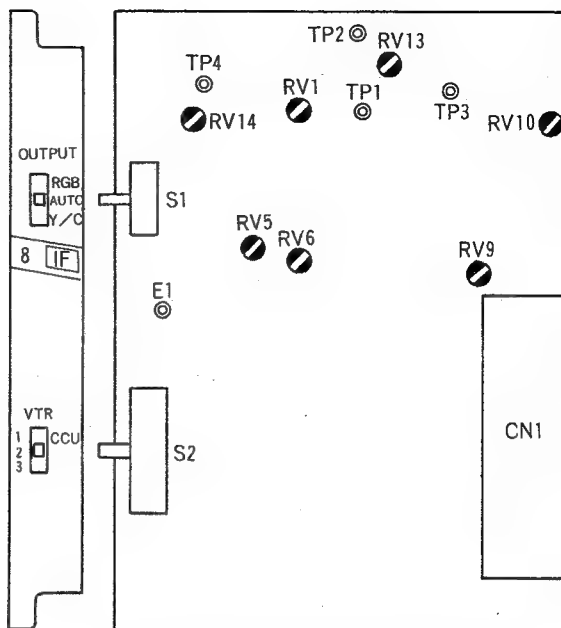 TP2
RV13
TP4
RV1
TP1
TP3
RV14
RV10
OUTPUT
RGB
AUTO
Y/C
S1
8 IF
RV5
RV6
RV9
E1
VTR
1 CCU
2
3
S2
CN1